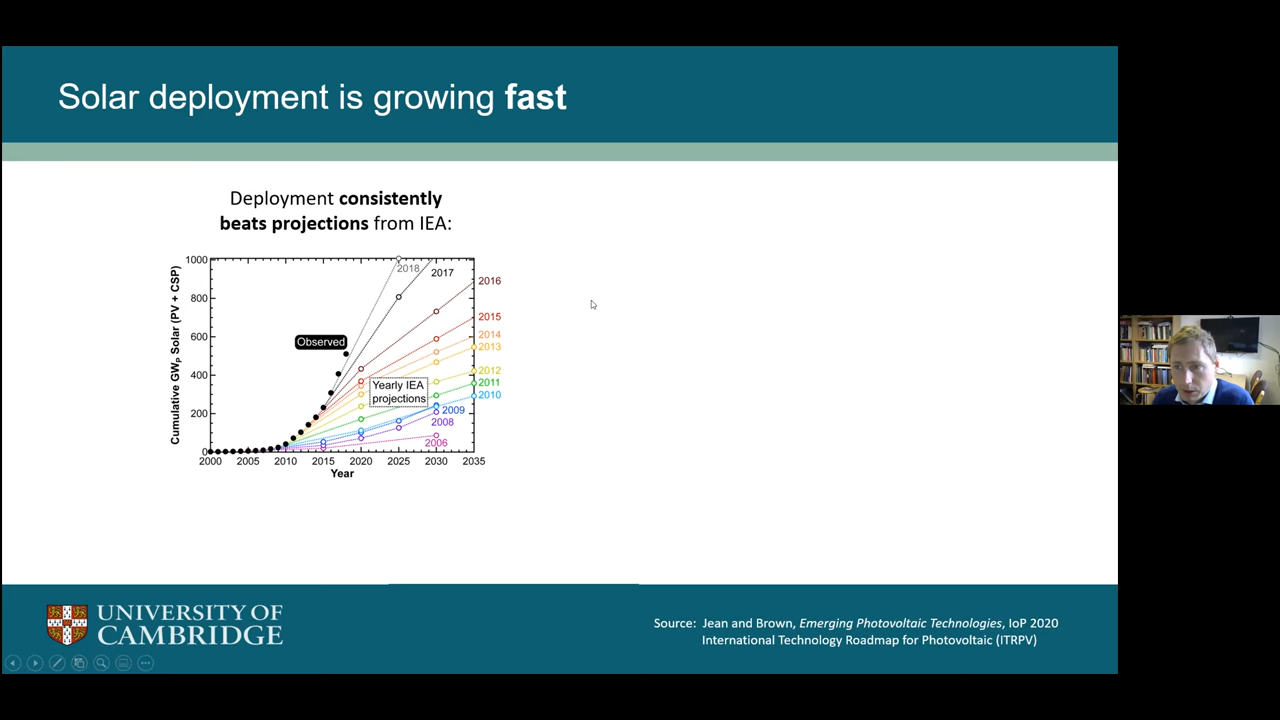 Solar deployment is growing fast
Deployment consistently
beats projections from IEA:
Cumulative GWP Solar (PV + CSP)
1000
800
600
400
200
0
2000
2005
2010
2015
2020
2025
2030
2035
Year
Observed
Yearly IEA
projections
2018
2017
2016
2015
2014
2013
2012
2011
2010
2009
2008
2006
UNIVERSITY OF
CAMBRIDGE
Source: Jean and Brown, Emerging Photovoltaic Technologies, IoP 2020
International Technology Roadmap for Photovoltaic (ITRPV)